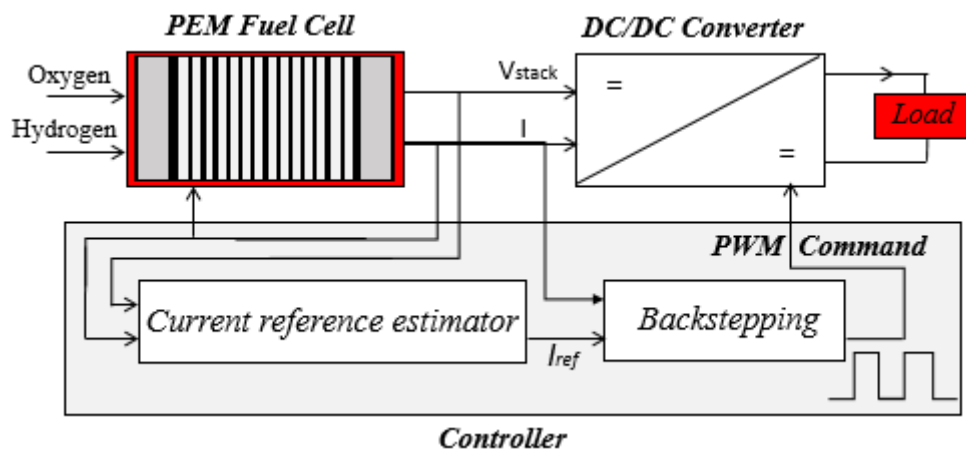 PEM Fuel Cell
DC/DC Converter
Oxygen
Hydrogen
Vstack
I
=
=
Load
PWM Command
Current reference estimator
Iref
Backstepping
Controller